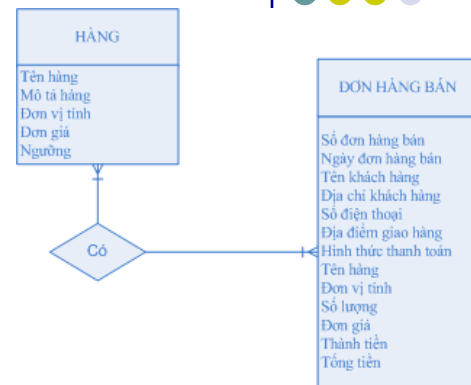 HÀNG
Tên hàng
Mô tả hàng
Đơn vị tính
Đơn giá
Ngưỡng
Có
ĐƠN HÀNG BÁN
Số đơn hàng bán
Ngày đơn hàng bán
Tên khách hàng
Địa chỉ khách hàng
Số điện thoại
Địa điểm giao hàng
Hình thức thanh toán
Tên hàng
Đơn vị tính
Số lượng
Đơn giá
Thành tiền
Tổng tiền